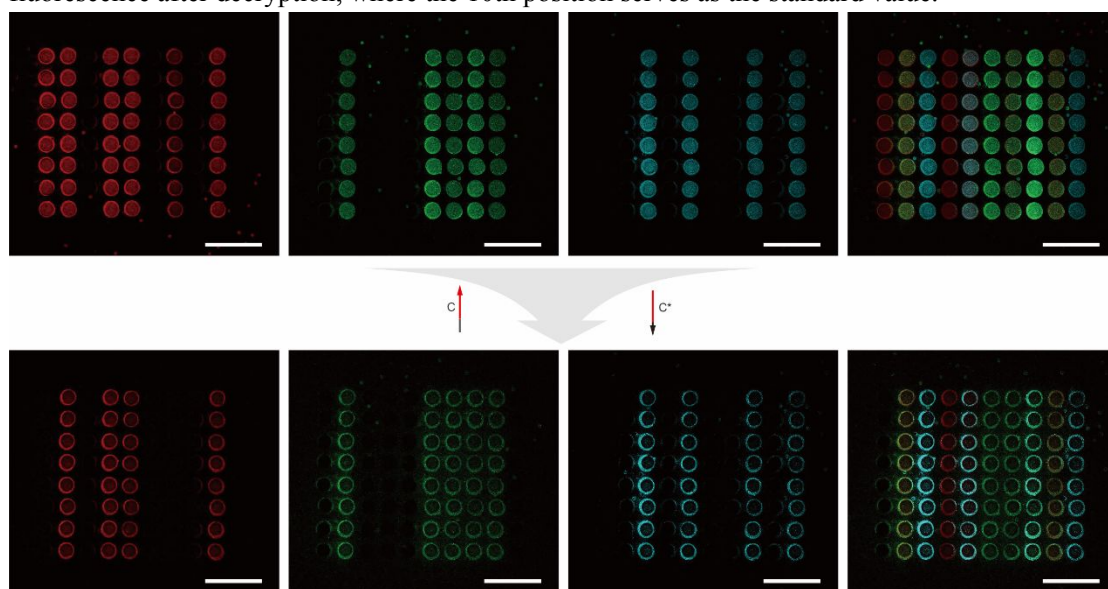 fluorescence after decryption, where the 10th position serves as the standard value.
C
C*